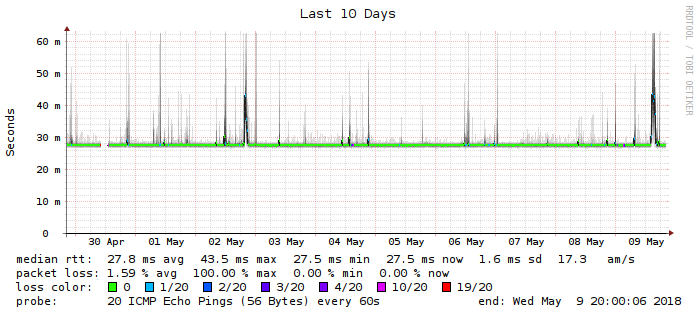 Last 10 Days
RRDTOOL / TOBI OETIKER
Seconds
60 m
50 m
40 m
30 m
20 m
10 m
0
30 Apr 01 May 02 May 03 May 04 May 05 May 06 May 07 May 08 May 09 May
median rtt: 27.8 ms avg 43.5 ms max 27.5 ms min 27.5 ms now 1.6 ms sd 17.3 am/s
packet loss: 1.59 % avg 100.00 % max 0.00 % min 0.00 % now
loss color: 0 1/20 2/20 3/20 4/20 10/20 19/20
probe: 20 ICMP Echo Pings (56 Bytes) every 60s end: Wed May 9 20:00:06 2018